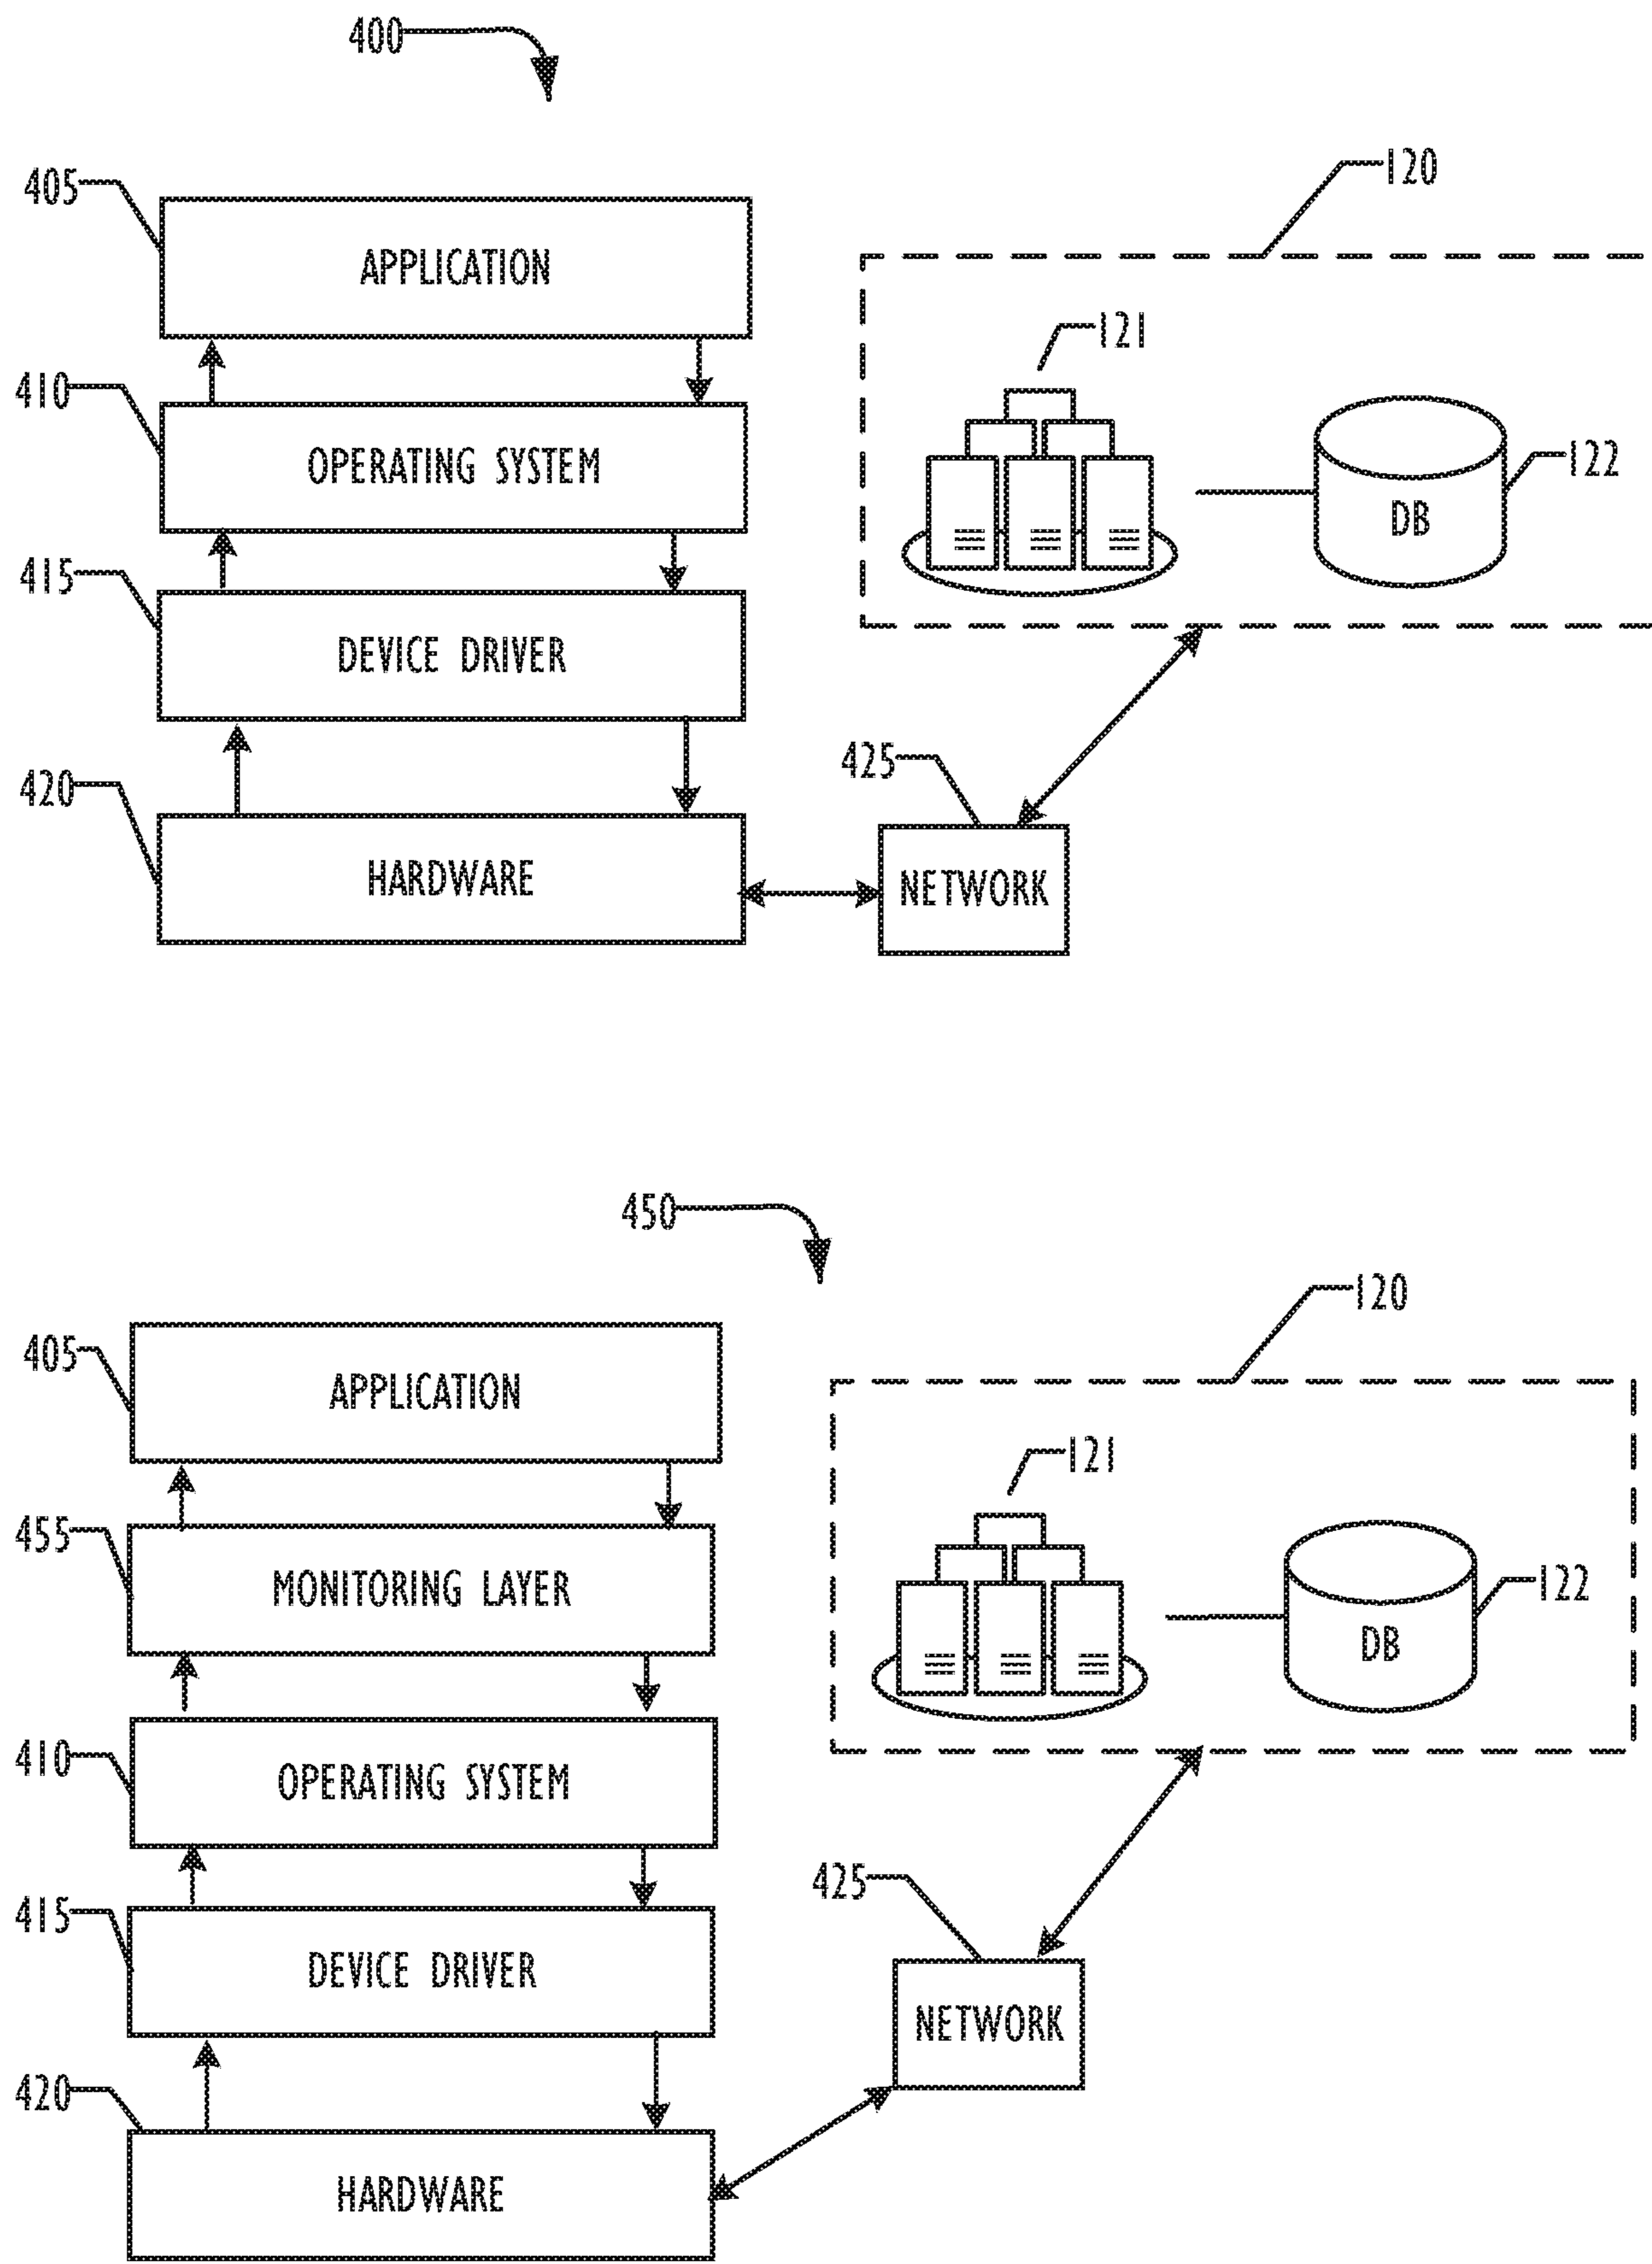 400
120
405
APPLICATION
121
410
OPERATING SYSTEM
122
DB
415
DEVICE DRIVER
425
420
HARDWARE
NETWORK
450
120
405
APPLICATION
121
455
MONITORING LAYER
122
DB
410
OPERATING SYSTEM
425
415
DEVICE DRIVER
NETWORK
420
HARDWARE